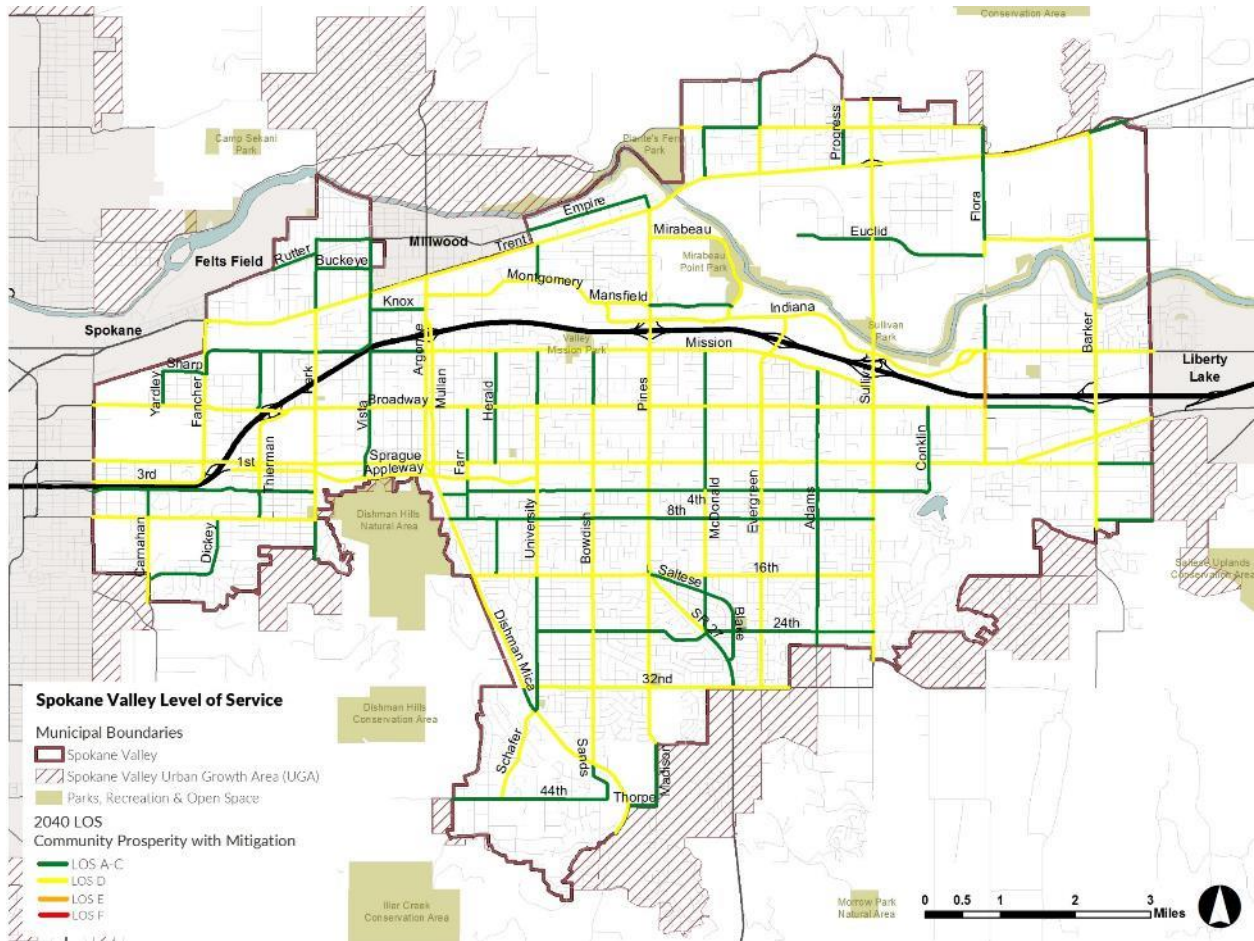 Conservation Area
Camp Sekani
Park
Plante's Ferry
Park
Progress
Empire
Trent
Millwood
Rutter
Felts Field
Buckeye
Mirabeau
Mirabeau
Point Park
Flora
Euclid
Montgomery
Mansfield
Knox
Indiana
Spokane
Sullivan
Park
Valley
Mission Park
Mission
Argonne
Barker
Liberty
Lake
Sharp
Yardley
Fancher
Park
Vista
Broadway
Mullan
Herald
Pines
Sullivan
Thierman
1st
3rd
Sprague
Appleway
Farr
Conklin
4th
8th
Dishman Hills
Natural Area
University
Bowdish
McDonald
Evergreen
Adams
Carnahan
Dickey
16th
Saltese
SR 27
Blake
24th
Saltese Uplands
Conservation Area
Dishman Mica
32nd
Dishman Hills
Conservation Area
Schafer
Sands
Madison
44th
Thorpe
Iller Creek
Conservation Area
Morrow Park
Natural Area
Spokane Valley Level of Service
Municipal Boundaries
Spokane Valley
Spokane Valley Urban Growth Area (UGA)
Parks, Recreation & Open Space
2040 LOS
Community Prosperity with Mitigation
LOS A-C
LOS D
LOS E
LOS F
0 0.5 1 2 3
Miles